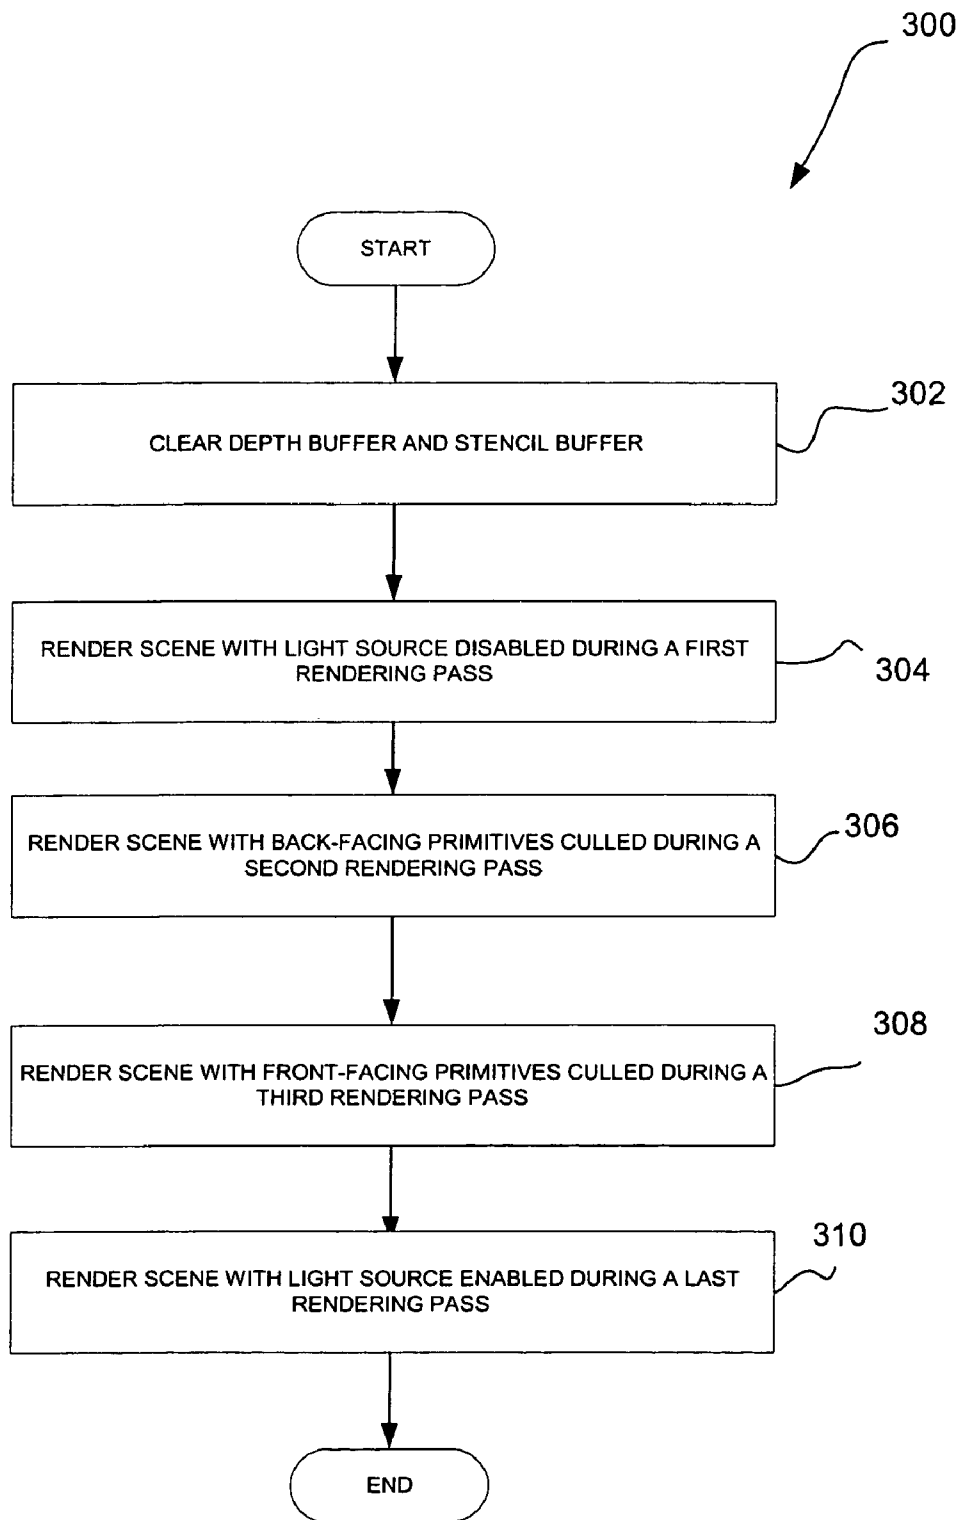 300
START
302
CLEAR DEPTH BUFFER AND STENCIL BUFFER
RENDER SCENE WITH LIGHT SOURCE DISABLED DURING A FIRST
RENDERING PASS
304
306
RENDER SCENE WITH BACK-FACING PRIMITIVES CULLED DURING A
SECOND RENDERING PASS
308
RENDER SCENE WITH FRONT-FACING PRIMITIVES CULLED DURING A
THIRD RENDERING PASS
310
RENDER SCENE WITH LIGHT SOURCE ENABLED DURING A LAST
RENDERING PASS
END